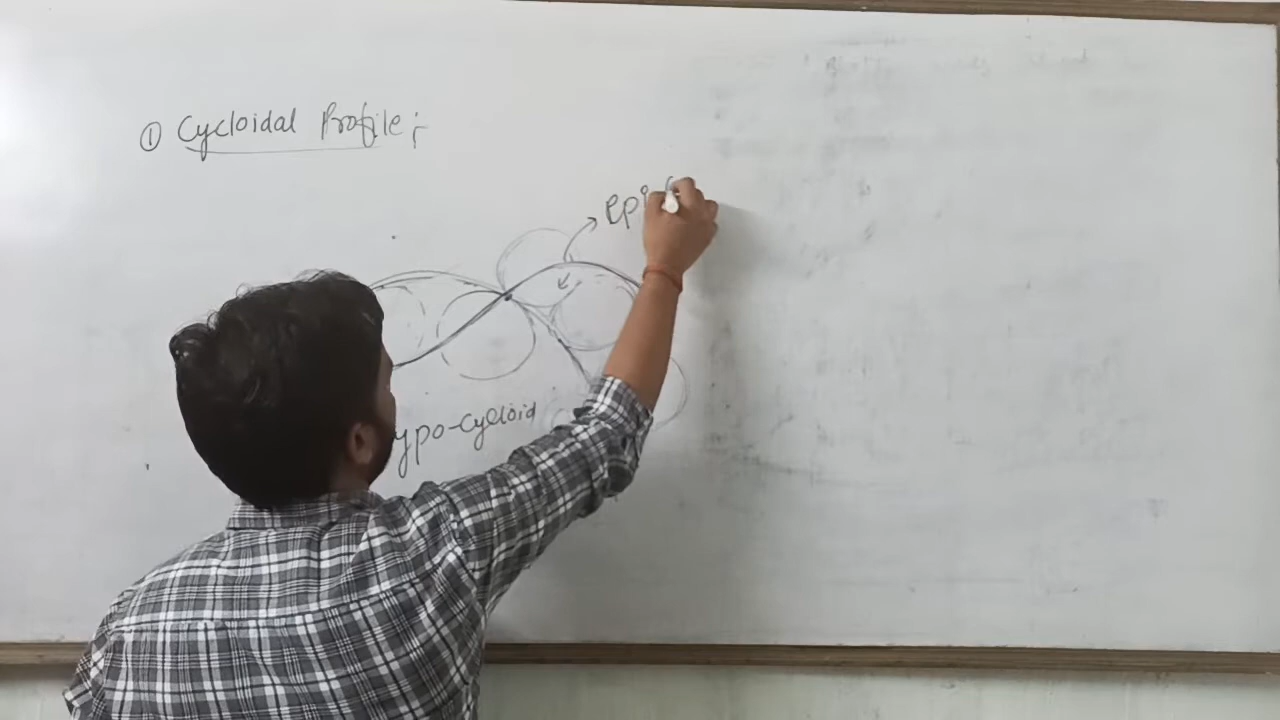 ① Cycloidal Profile ;
epi
ypo-cycloid